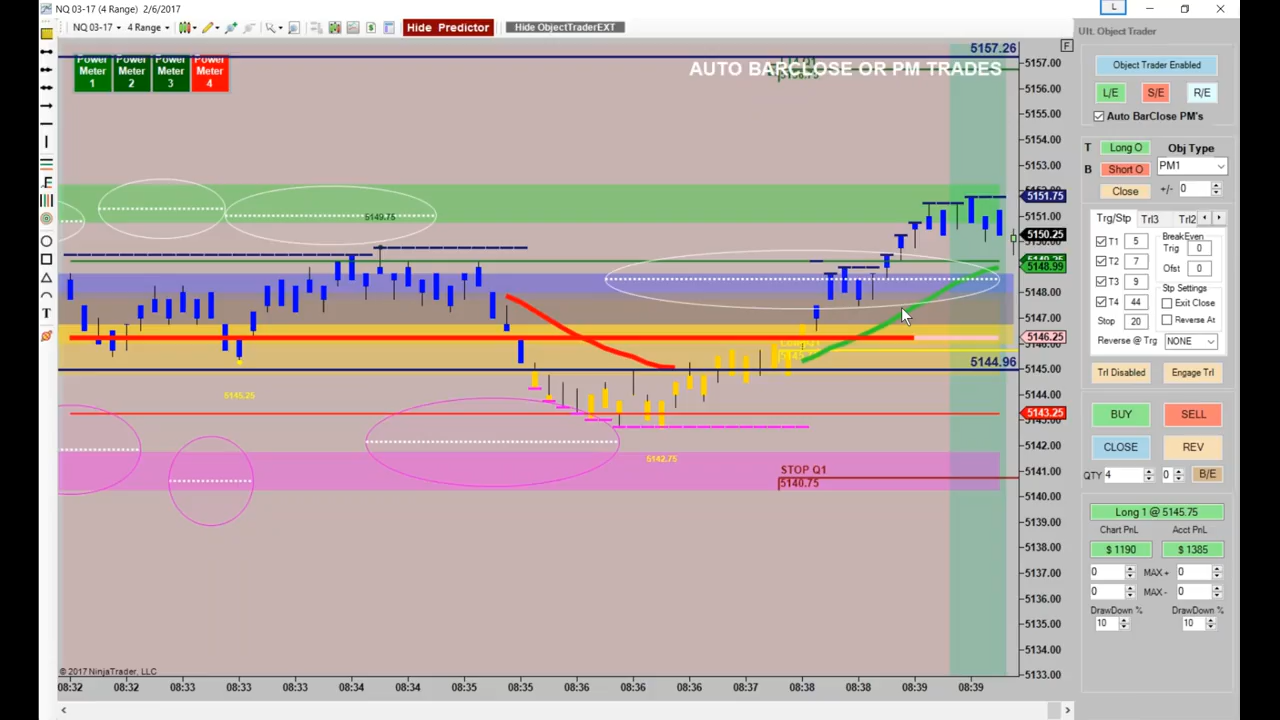 NQ 03-17 (4 Range) 2/6/2017
L
NQ 03-17
4 Range
Hide Predictor
Hide ObjectTraderEXT
F
Power Meter 1
Power Meter 2
Power Meter 3
Power Meter 4
AUTO BARCLOSE OR PM TRADES
5157.26
5149.75
5145.25
5142.75
STOP Q1
5140.75
5144.96
5157.00
5156.00
5155.00
5154.00
5153.00
5151.75
5151.00
5150.25
5148.99
5148.00
5147.00
5146.25
5145.00
5144.00
5143.25
5142.00
5141.00
5140.00
5139.00
5138.00
5137.00
5136.00
5135.00
5134.00
5133.00
© 2017 NinjaTrader, LLC
08:32 08:32 08:33 08:33 08:34 08:34 08:35 08:35 08:36 08:36 08:36 08:37 08:38 08:38 08:39 08:39
Ult. Object Trader
Object Trader Enabled
L/E S/E R/E
Auto BarClose PM's
T Long O Obj Type
B Short O PM1
Close +/- 0
Trg/Stp Trl3 Trl2
T1 5
T2 7
T3 9
T4 44
Stop 20
BreakEven
Trig 0
Ofst 0
Stp Settings
Exit Close
Reverse At
Reverse @ Trg NONE
Trl Disabled Engage Trl
BUY SELL
CLOSE REV
QTY 4 0 B/E
Long 1 @ 5145.75
Chart PnL Acct PnL
$ 1190 $ 1385
0 MAX + 0
0 MAX - 0
DrawDown % DrawDown %
10 10